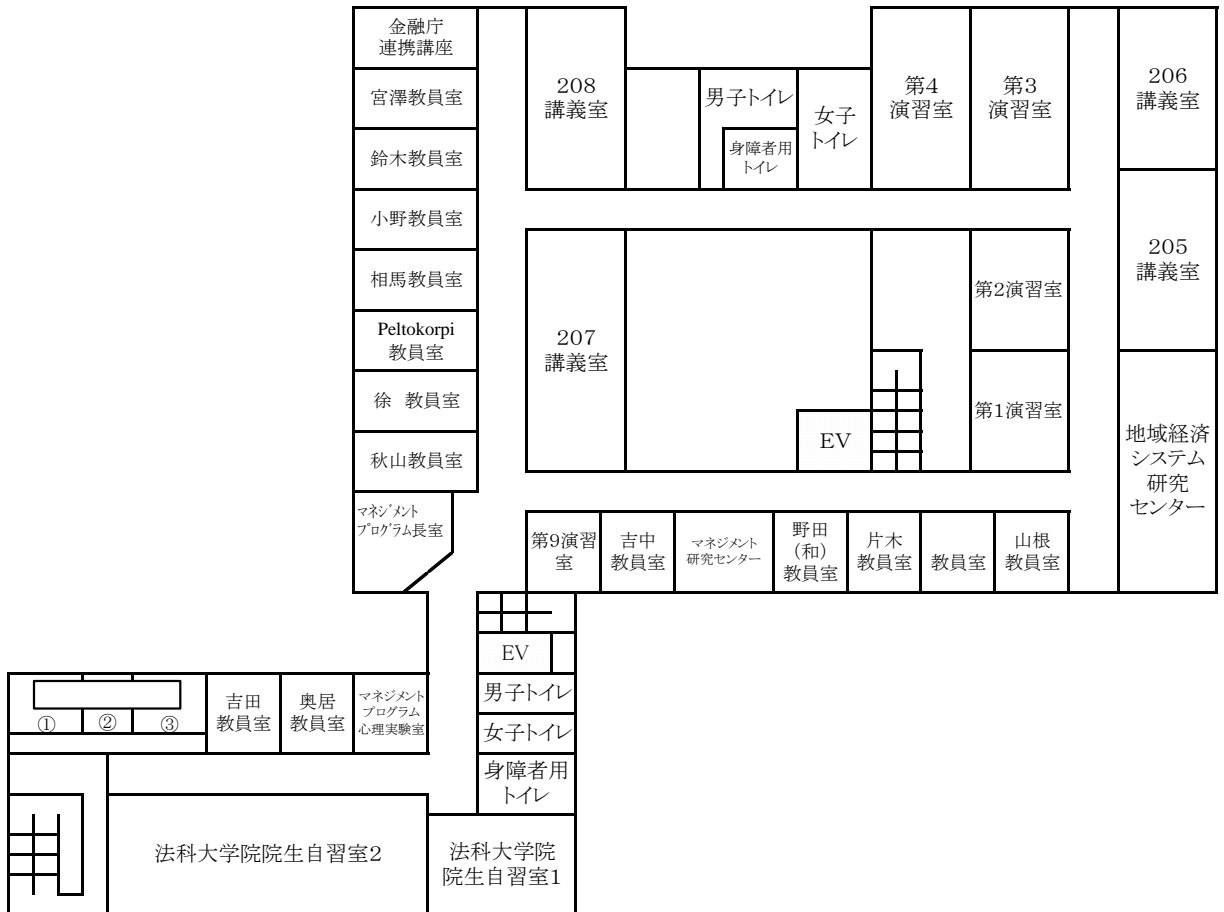 金融庁
連携講座
宮澤教員室
鈴木教員室
小野教員室
相馬教員室
Peltokorpi
教員室
徐 教員室
秋山教員室
マネジメント
プログラム長室
208
講義室
男子トイレ
身障者用
トイレ
女子
トイレ
第4
演習室
第3
演習室
206
講義室
205
講義室
207
講義室
EV
第2演習室
第1演習室
地域経済
システム
研究
センター
第9演習
室
吉中
教員室
マネジメント
研究センター
野田
(和)
教員室
片木
教員室
教員室
山根
教員室
EV
男子トイレ
女子トイレ
身障者用
トイレ
①
②
③
吉田
教員室
奥居
教員室
マネジメント
プログラム
心理実験室
法科大学院院生自習室2
法科大学院
院生自習室1